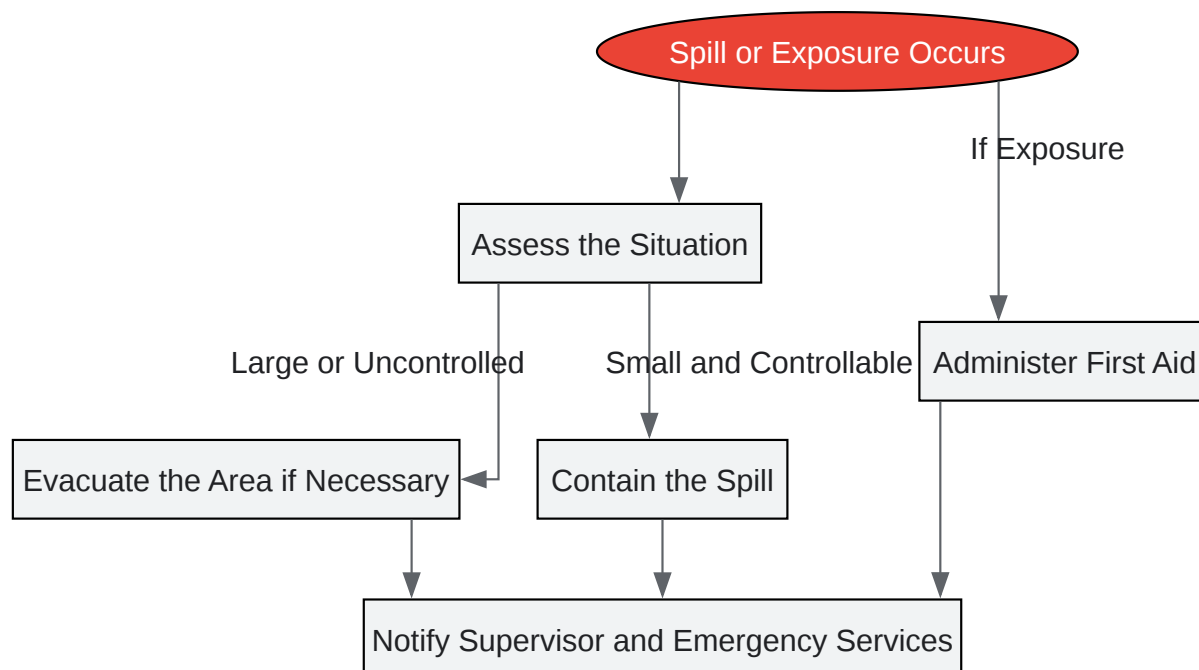 Spill or Exposure Occurs
If Exposure
Assess the Situation
Large or Uncontrolled
Small and Controllable
Administer First Aid
Evacuate the Area if Necessary
Contain the Spill
Notify Supervisor and Emergency Services